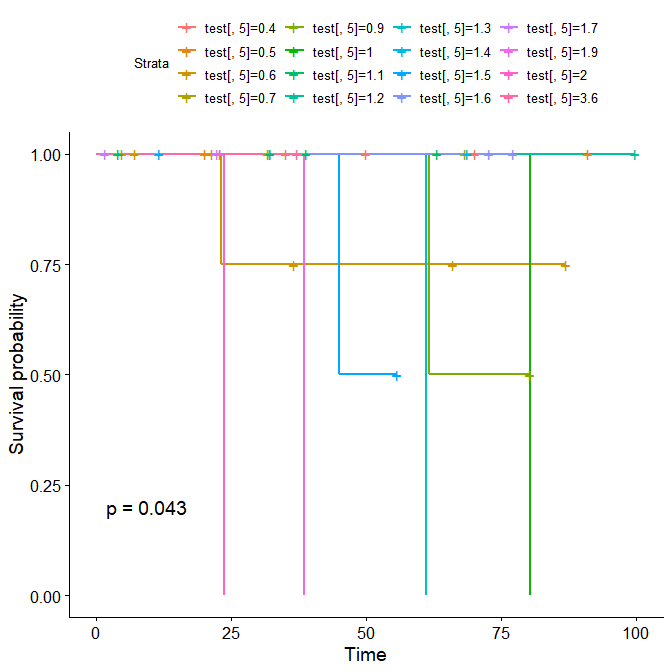 test[, 5]=0.4 test[, 5]=0.9 test[, 5]=1.3 test[, 5]=1.7
test[, 5]=0.5 test[, 5]=1 test[, 5]=1.4 test[, 5]=1.9
Strata
test[, 5]=0.6 test[, 5]=1.1 test[, 5]=1.5 test[, 5]=2
test[, 5]=0.7 test[, 5]=1.2 test[, 5]=1.6 test[, 5]=3.6
1.00
0.75
0.50
0.25
0.00
Survival probability
p = 0.043
0 25 50 75 100
Time